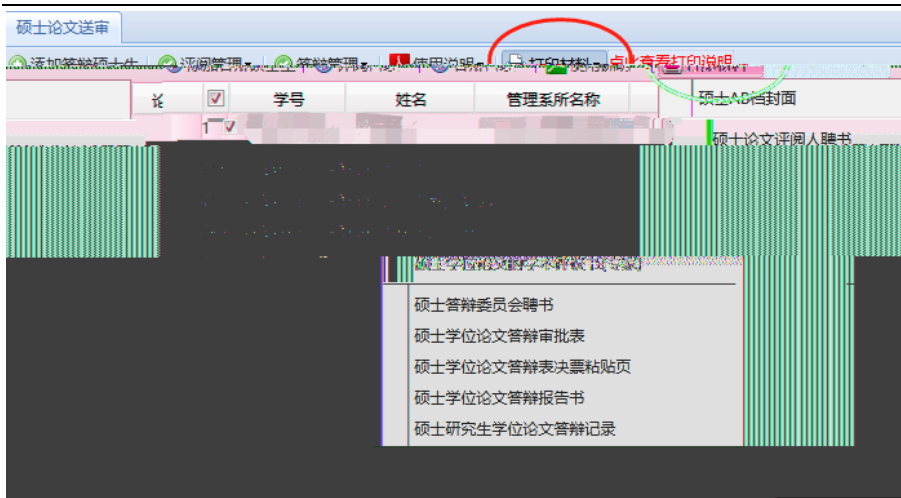 硕士论文送审
添加答辩硕士生 评阅管理 答辩管理 使用说明 打印材料 点此查看打印说明
论 学号 姓名 管理系所名称 硕士AB档封面
1 硕士论文评阅人聘书
硕士答辩委员会聘书
硕士学位论文答辩审批表
硕士学位论文答辩表决票粘贴页
硕士学位论文答辩报告书
硕士研究生学位论文答辩记录